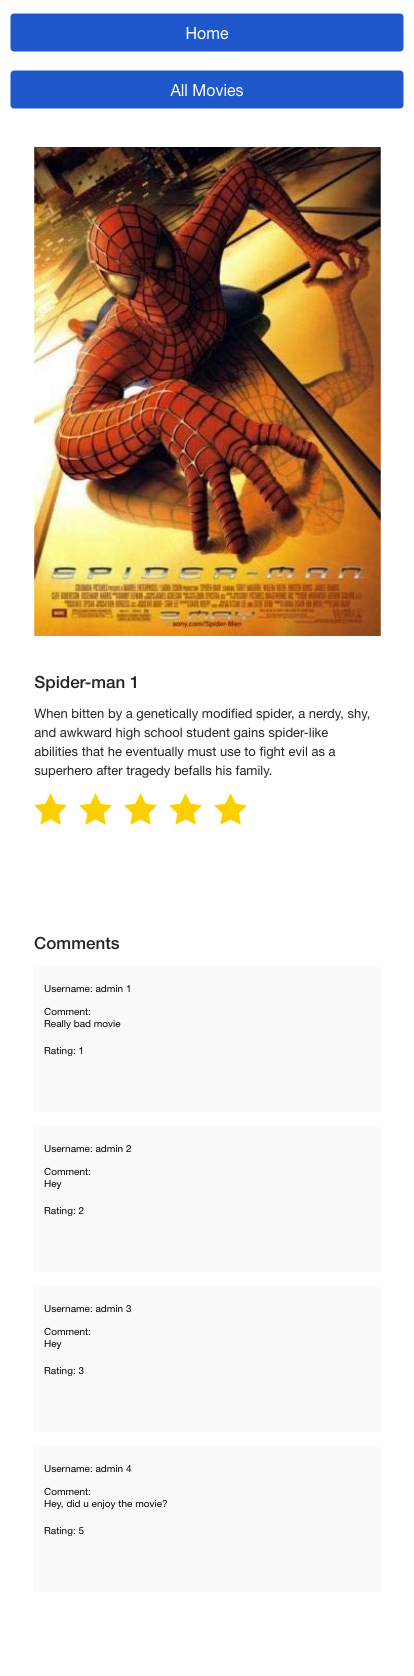 Home
All Movies
SPIDER-MAN
sony.com/Spider-Man
Spider-man 1
When bitten by a genetically modified spider, a nerdy, shy,
and awkward high school student gains spider-like
abilities that he eventually must use to fight evil as a
superhero after tragedy befalls his family.
Comments
Username: admin 1
Comment:
Really bad movie
Rating: 1
Username: admin 2
Comment:
Hey
Rating: 2
Username: admin 3
Comment:
Hey
Rating: 3
Username: admin 4
Comment:
Hey, did u enjoy the movie?
Rating: 5